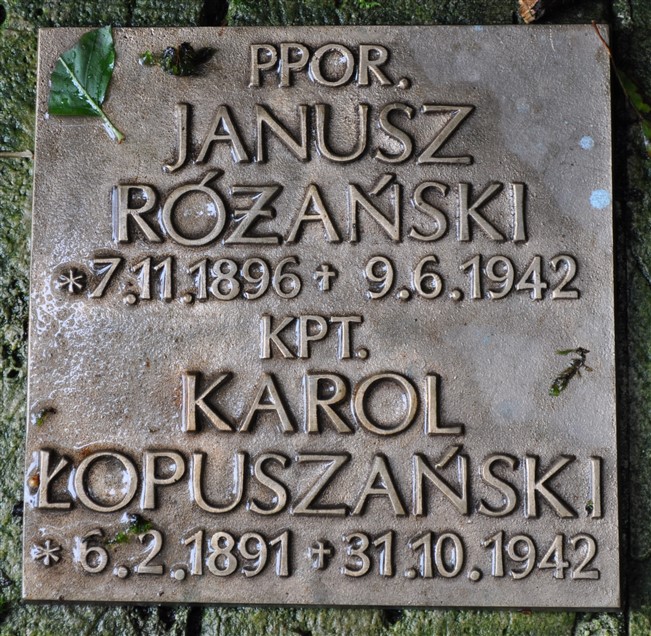 PPOR.
JANUSZ
RÓŻAŃSKI
*7.11.1896 + 9.6.1942
KPT.
KAROL
ŁOPUSZAŃSKI
*6.2.1891 + 31.10.1942